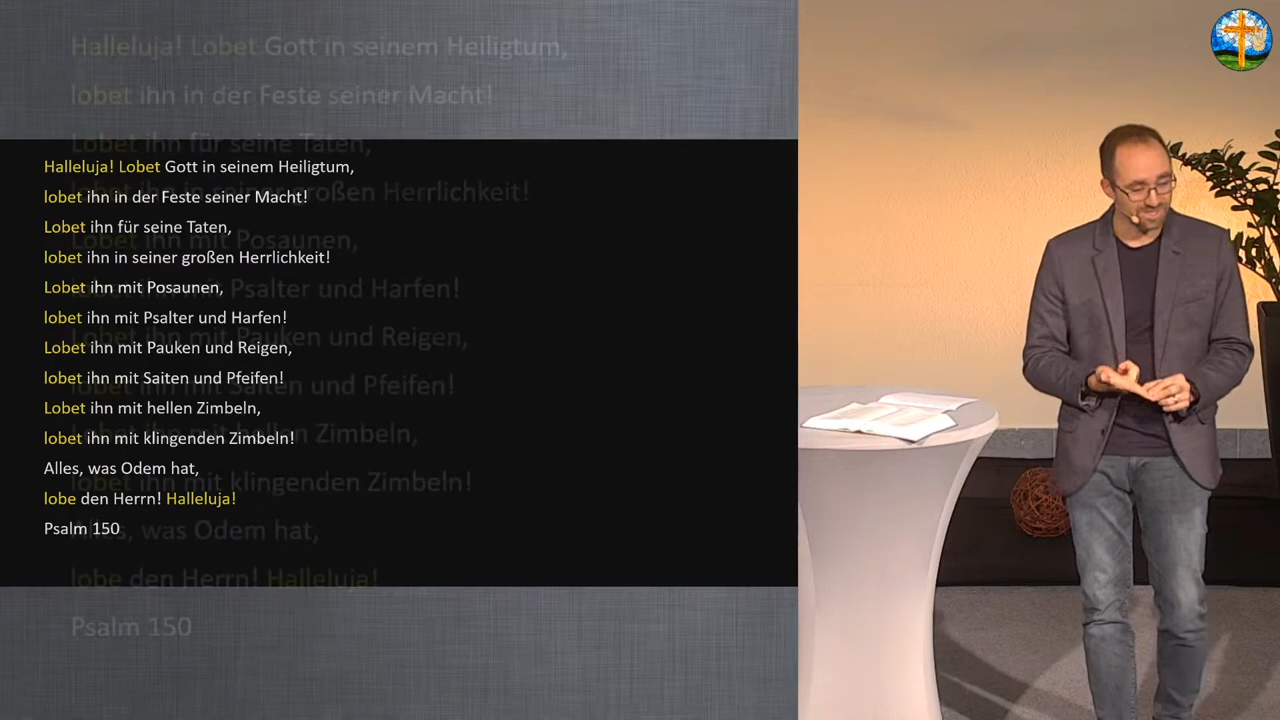 Halleluja! Lobet Gott in seinem Heiligtum,
lobet ihn in der Feste seiner Macht!
Lobet ihn für seine Taten,
lobet ihn in seiner großen Herrlichkeit!
Lobet ihn mit Posaunen,
lobet ihn mit Psalter und Harfen!
Lobet ihn mit Pauken und Reigen,
lobet ihn mit Saiten und Pfeifen!
Lobet ihn mit hellen Zimbeln,
lobet ihn mit klingenden Zimbeln!
Alles, was Odem hat,
lobe den Herrn! Halleluja!
Psalm 150